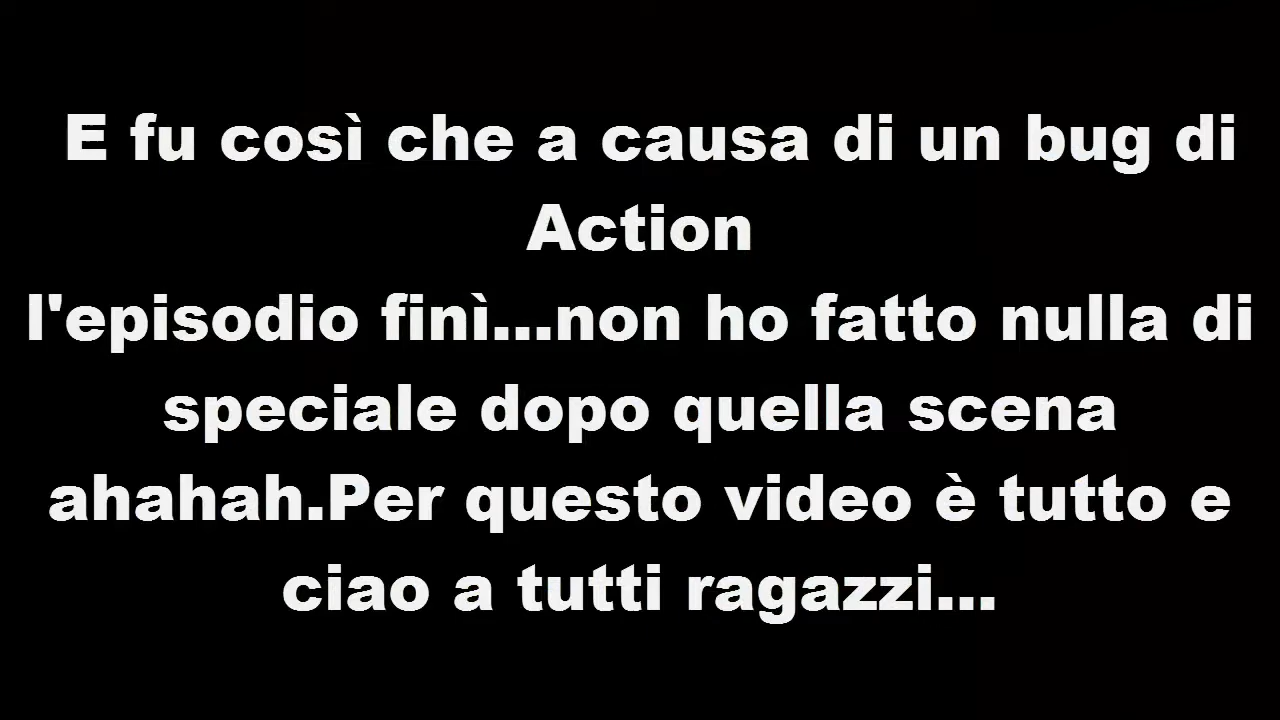 E fu così che a causa di un bug di
Action
l'episodio finì...non ho fatto nulla di
speciale dopo quella scena
ahahah.Per questo video è tutto e
ciao a tutti ragazzi...